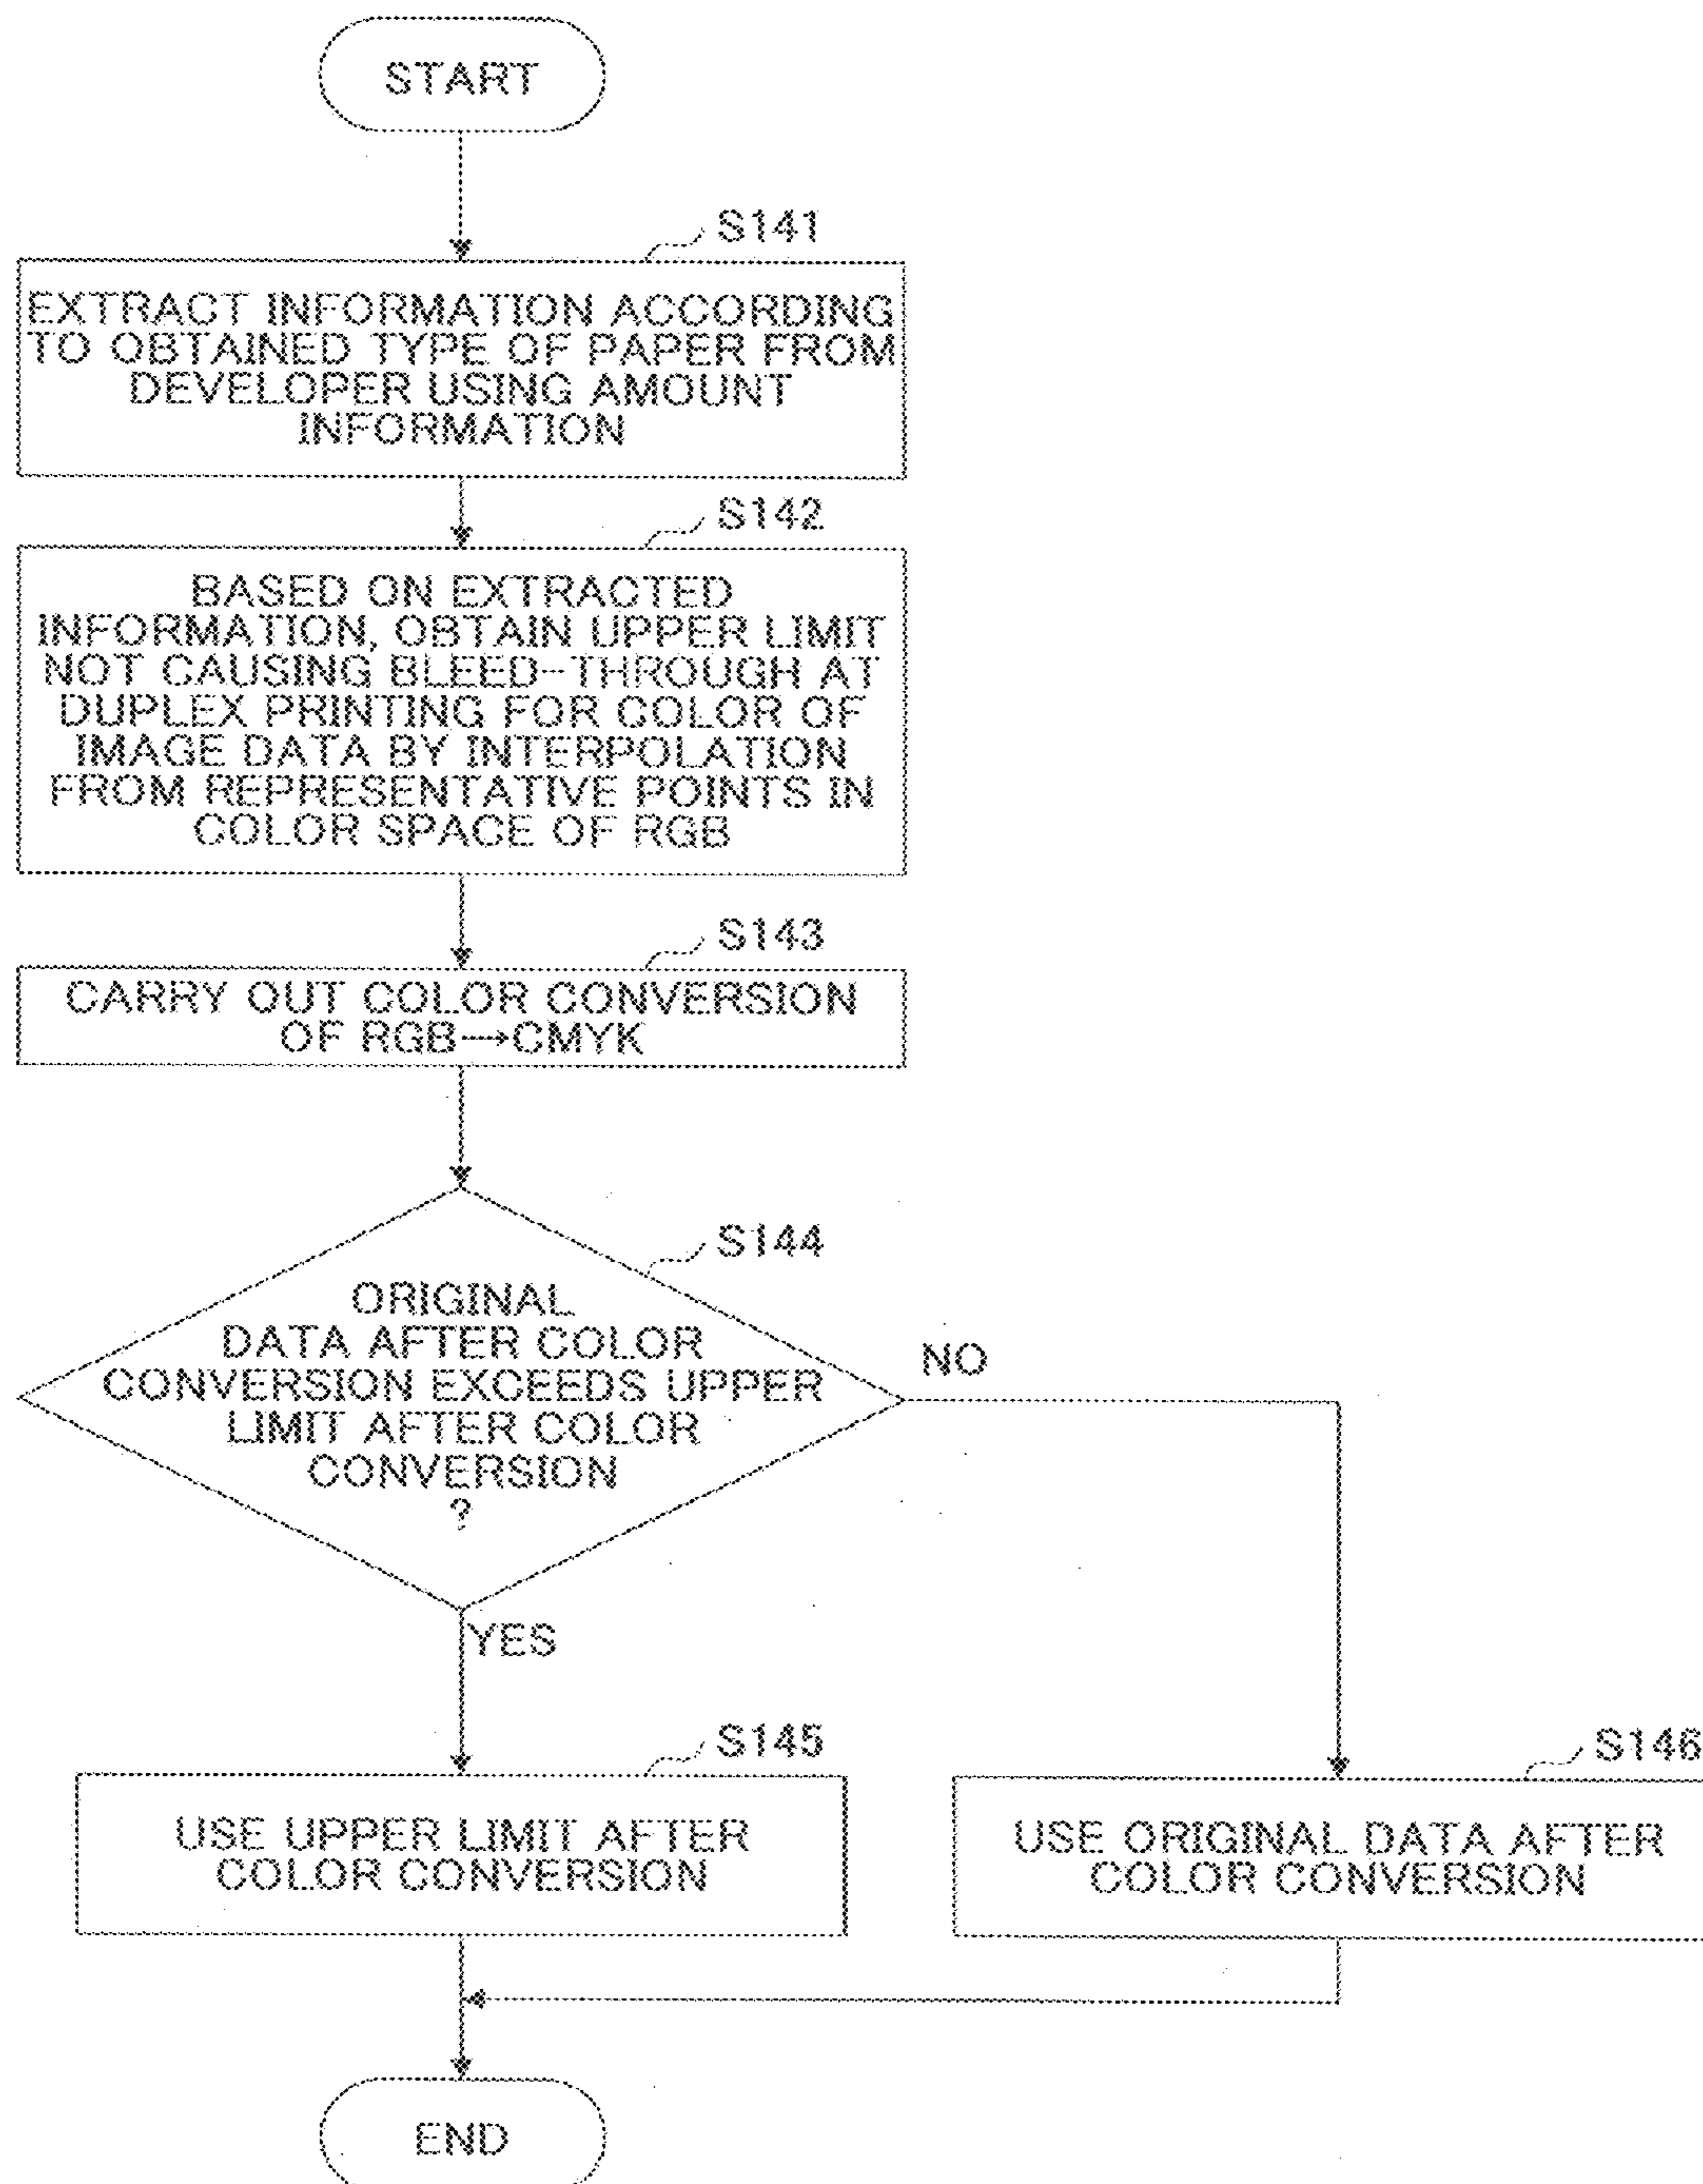 START
S141
EXTRACT INFORMATION ACCORDING
TO OBTAINED TYPE OF PAPER FROM
DEVELOPER USING AMOUNT
INFORMATION
S142
BASED ON EXTRACTED
INFORMATION, OBTAIN UPPER LIMIT
NOT CAUSING BLEED-THROUGH AT
DUPLEX PRINTING FOR COLOR OF
IMAGE DATA BY INTERPOLATION
FROM REPRESENTATIVE POINTS IN
COLOR SPACE OF RGB
S143
CARRY OUT COLOR CONVERSION
OF RGB→CMYK
S144
ORIGINAL
DATA AFTER COLOR
CONVERSION EXCEEDS UPPER
LIMIT AFTER COLOR
CONVERSION
?
NO
YES
S145
USE UPPER LIMIT AFTER
COLOR CONVERSION
S146
USE ORIGINAL DATA AFTER
COLOR CONVERSION
END